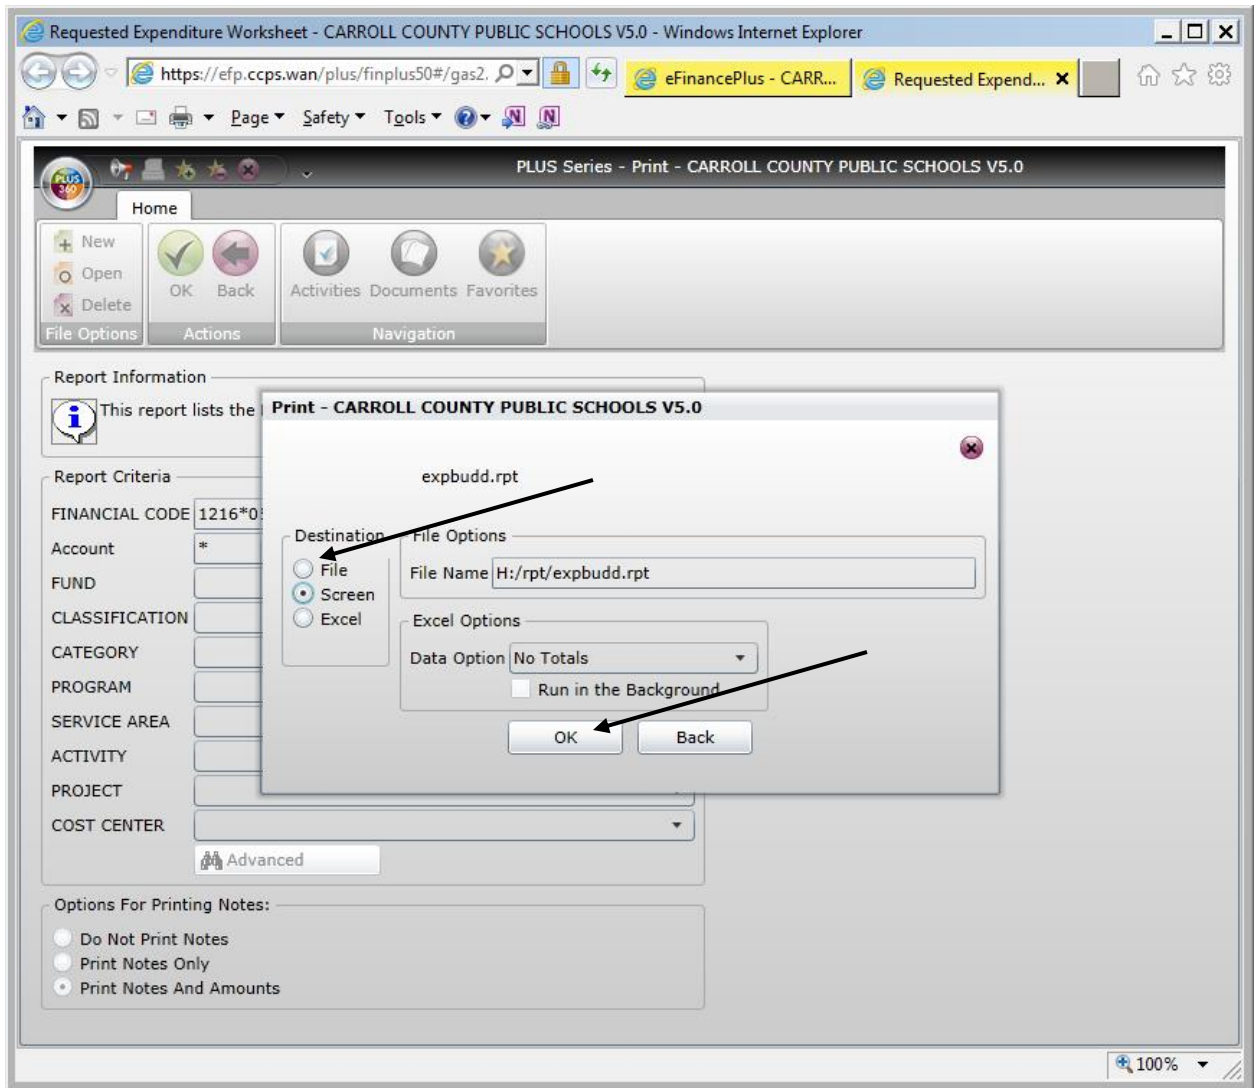 Requested Expenditure Worksheet - CARROLL COUNTY PUBLIC SCHOOLS V5.0 - Windows Internet Explorer
https://efp.ccps.wan/plus/finplus50#/gas2.
eFinancePlus - CARR...
Requested Expend...
Page Safety Tools
PLUS 360
PLUS Series - Print - CARROLL COUNTY PUBLIC SCHOOLS V5.0
Home
New
Open
Delete
File Options
OK Back
Actions
Activities Documents Favorites
Navigation
Report Information
This report lists the
Print - CARROLL COUNTY PUBLIC SCHOOLS V5.0
expbudd.rpt
Destination
File
Screen
Excel
File Options
File Name H:/rpt/expbudd.rpt
Excel Options
Data Option No Totals
Run in the Background
OK Back
Report Criteria
FINANCIAL CODE 1216*0
Account *
FUND
CLASSIFICATION
CATEGORY
PROGRAM
SERVICE AREA
ACTIVITY
PROJECT
COST CENTER
Advanced
Options For Printing Notes:
Do Not Print Notes
Print Notes Only
Print Notes And Amounts
100%